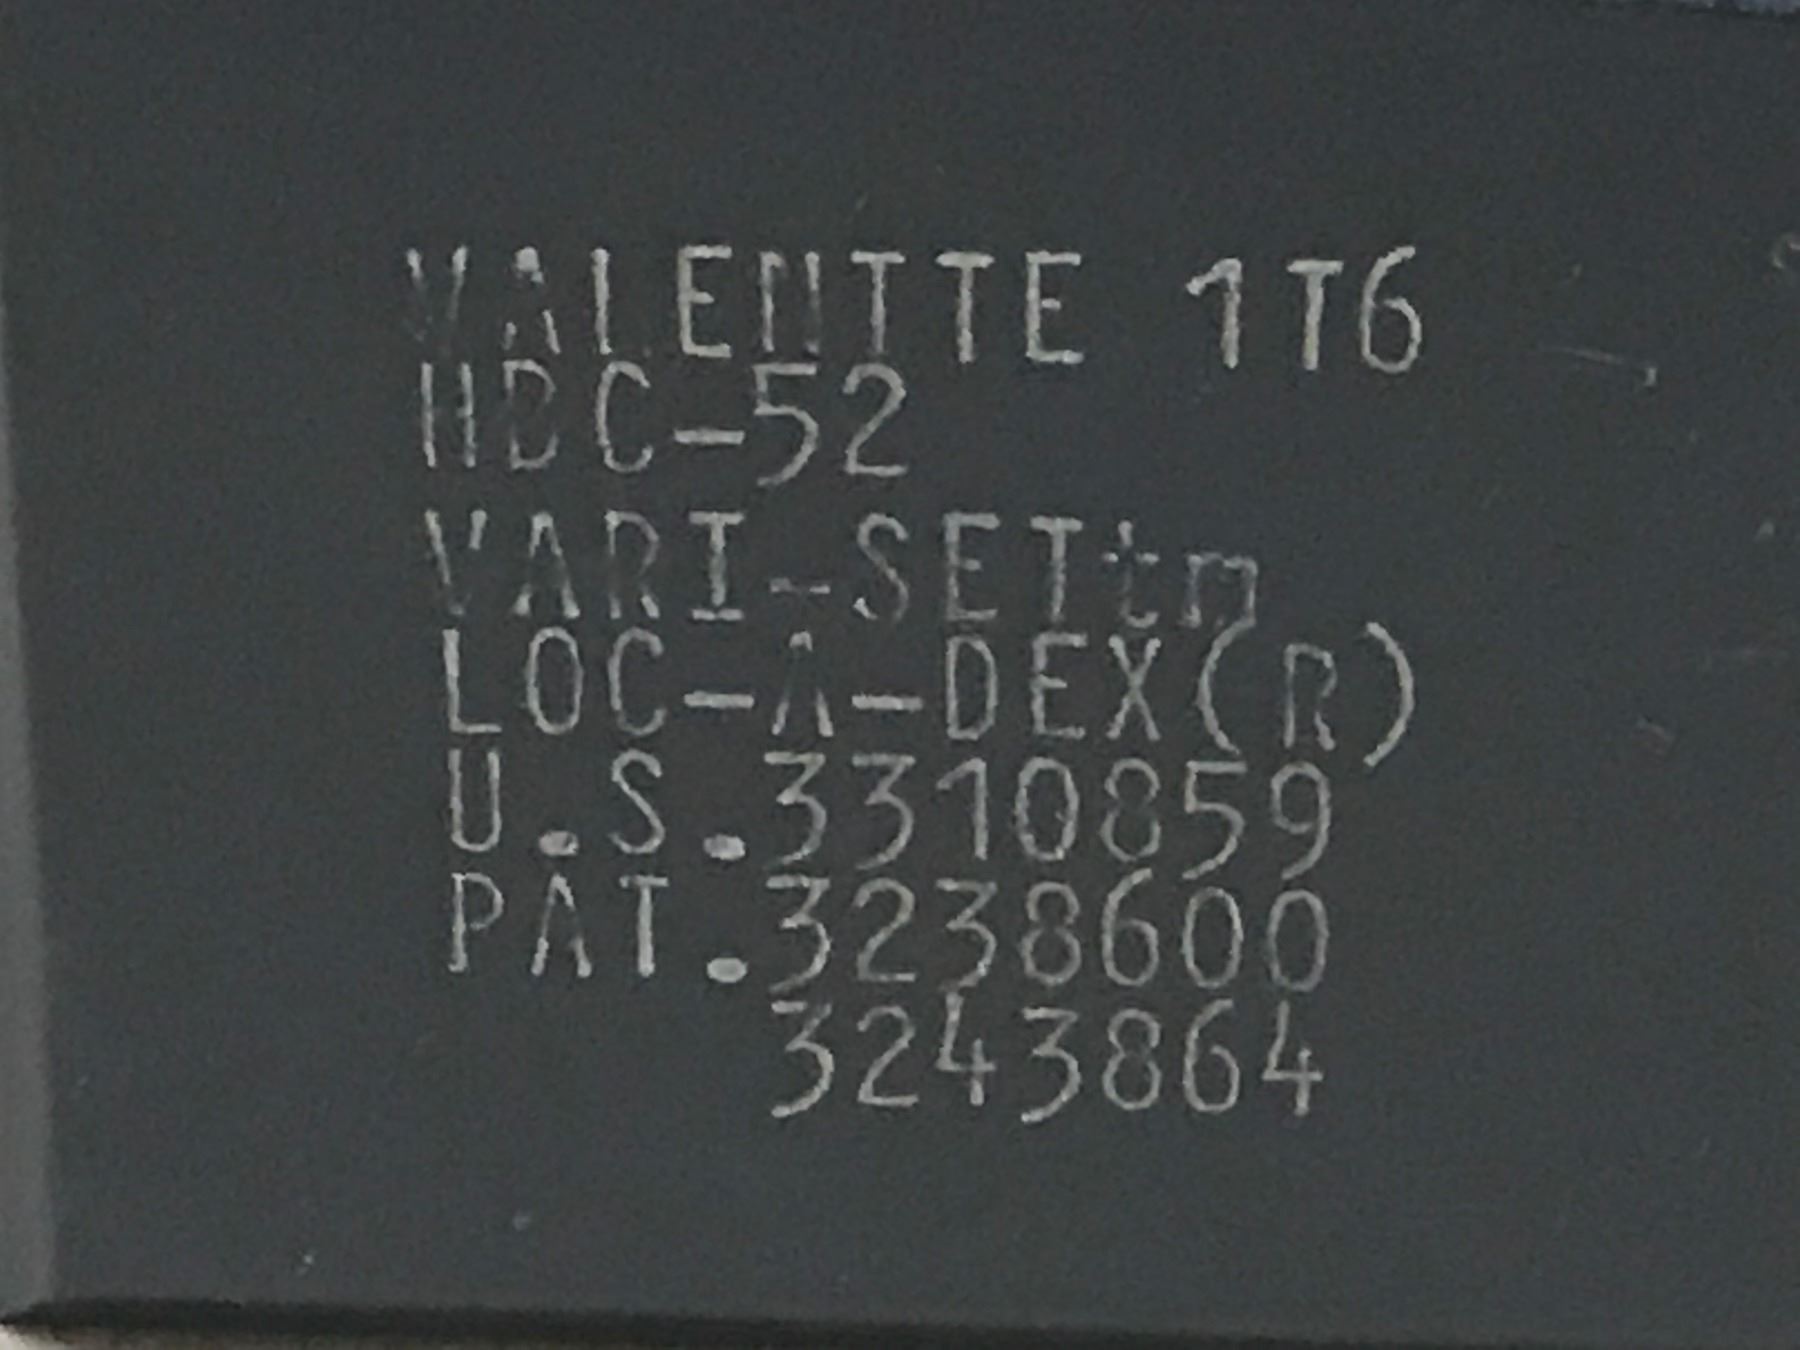 VALENTTE 1T6
HDC-52
VARI-SETtm
LOC-A-DEX(R)
U.S.3310859
PAT.3238600
3243864